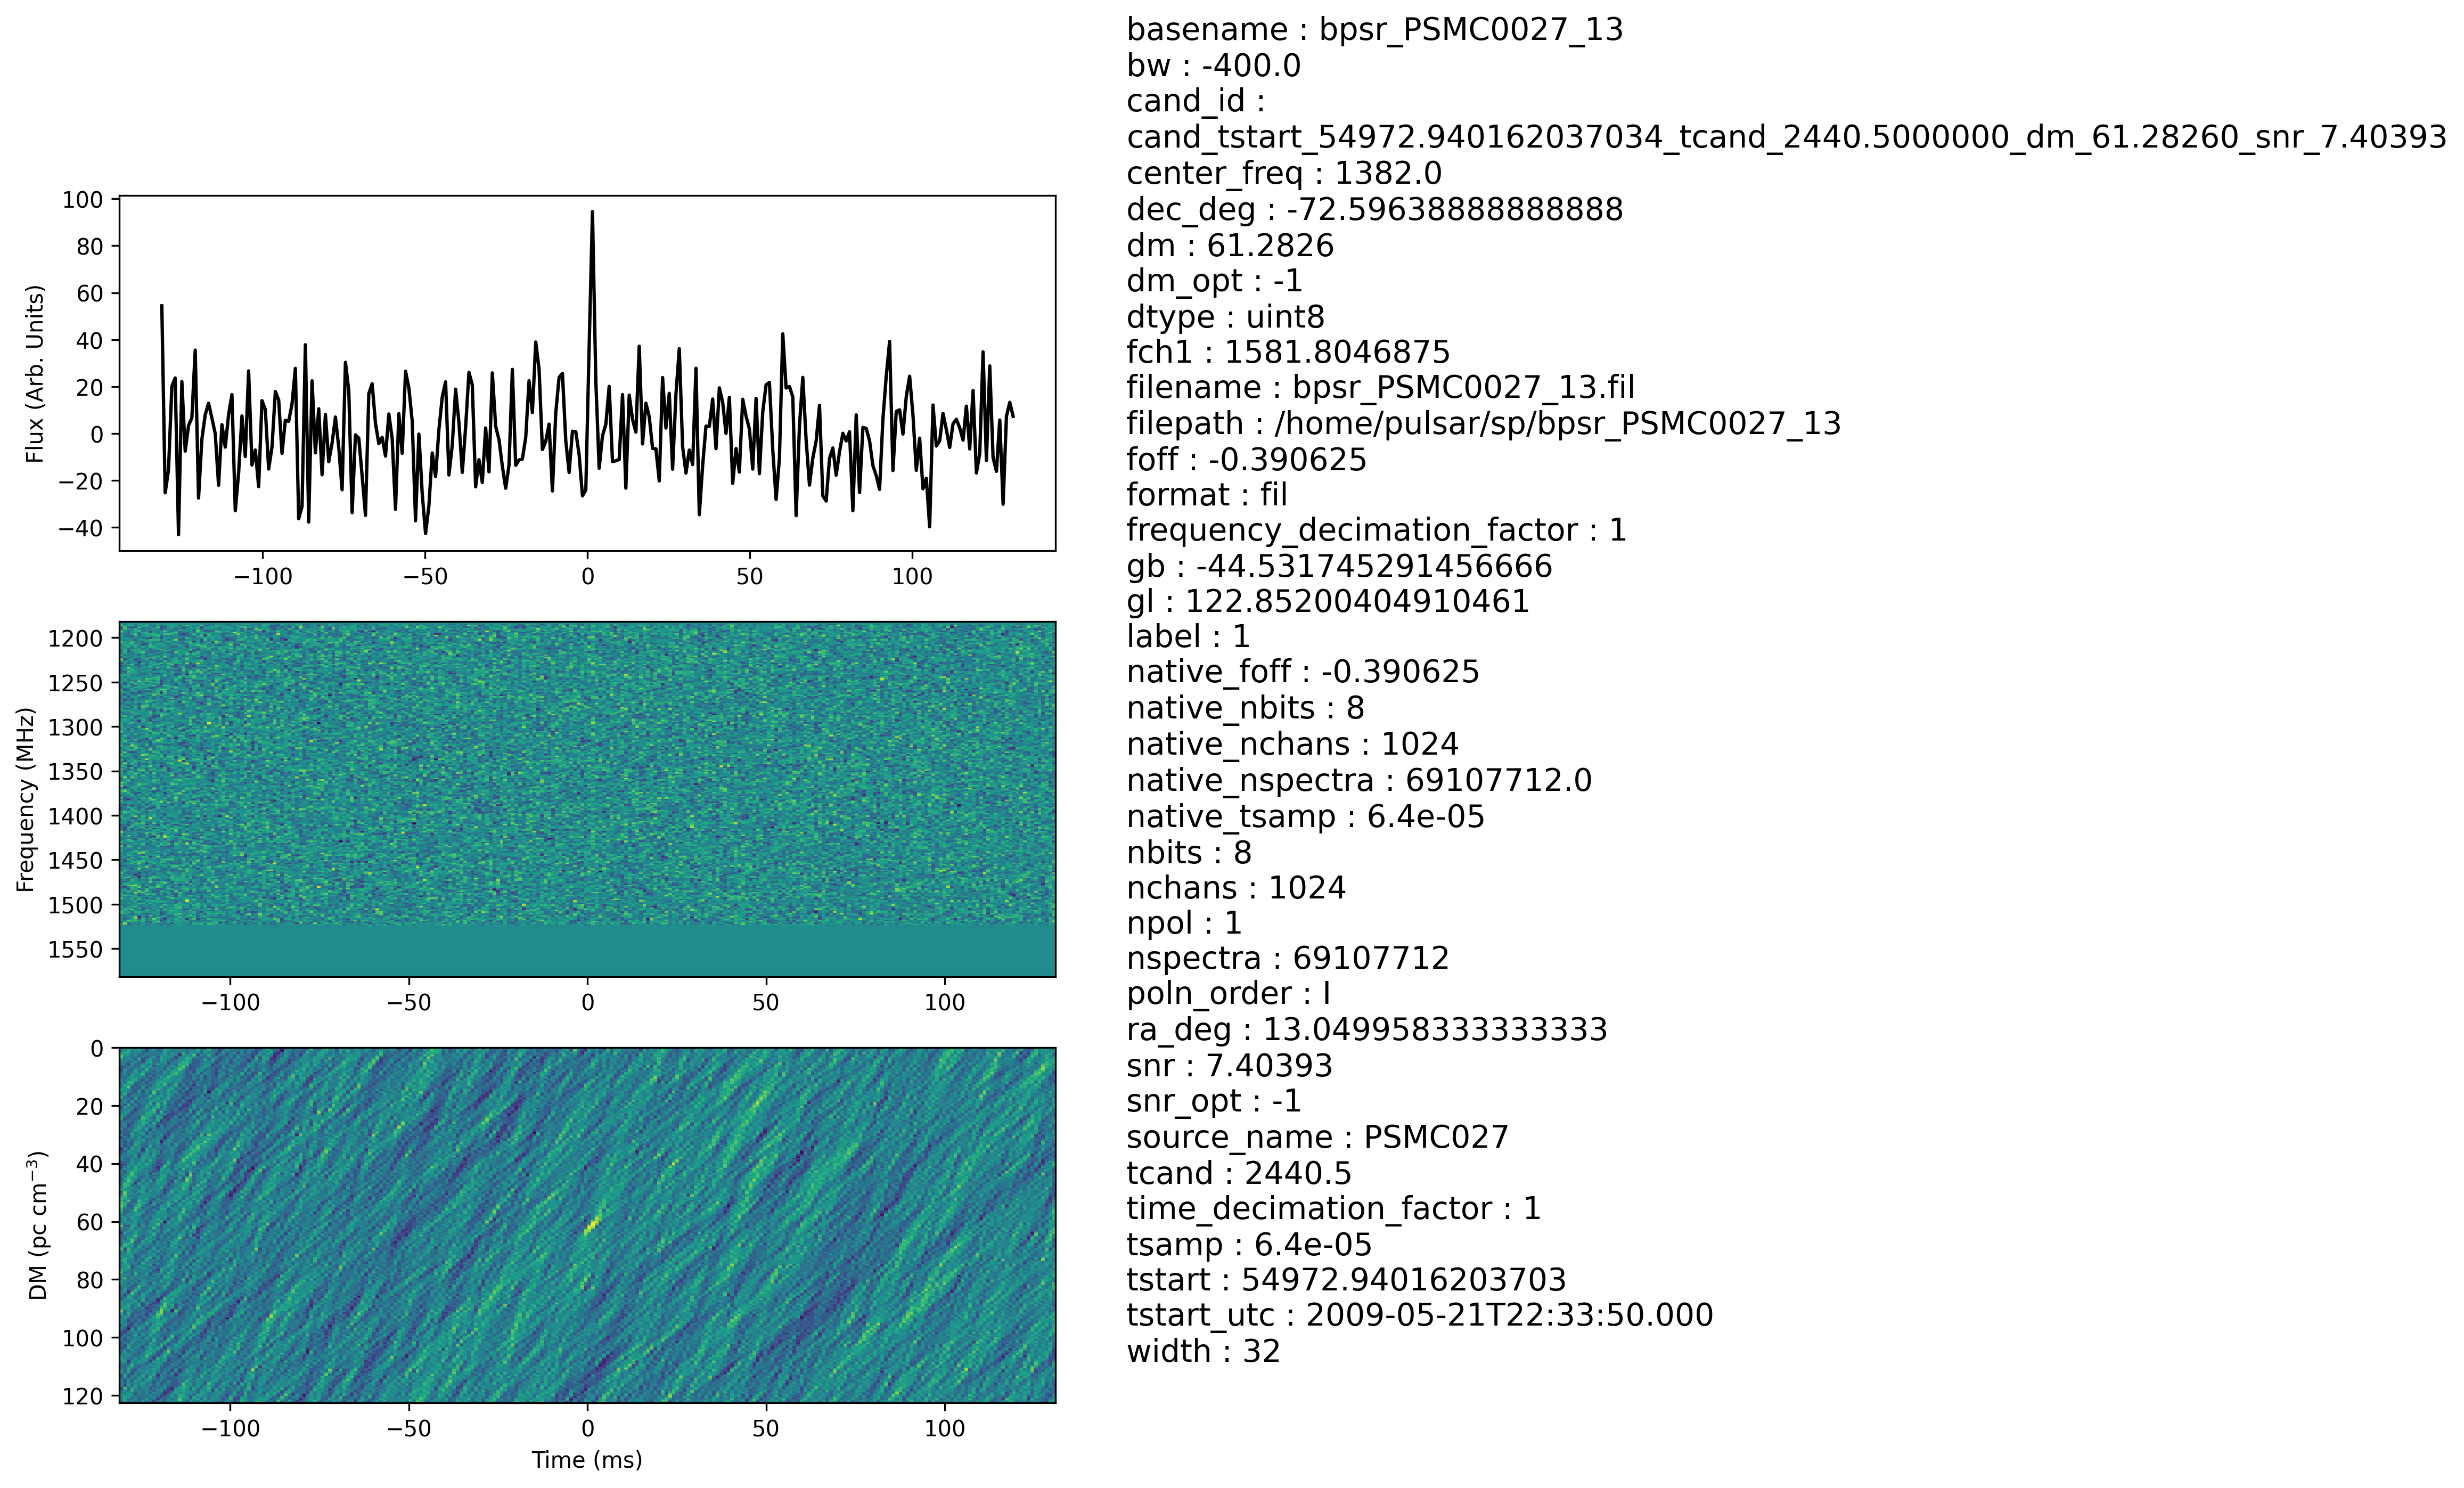 basename : bpsr_PSMC0027_13
bw : -400.0
cand_id :
cand_tstart_54972.940162037034_tcand_2440.5000000_dm_61.28260_snr_7.40393
center_freq : 1382.0
dec_deg : -72.59638888888888
dm : 61.2826
dm_opt : -1
dtype : uint8
fch1 : 1581.8046875
filename : bpsr_PSMC0027_13.fil
filepath : /home/pulsar/sp/bpsr_PSMC0027_13
foff : -0.390625
format : fil
frequency_decimation_factor : 1
gb : -44.531745291456666
gl : 122.85200404910461
label : 1
native_foff : -0.390625
native_nbits : 8
native_nchans : 1024
native_nspectra : 69107712.0
native_tsamp : 6.4e-05
nbits : 8
nchans : 1024
npol : 1
nspectra : 69107712
poln_order : I
ra_deg : 13.049958333333333
snr : 7.40393
snr_opt : -1
source_name : PSMC027
tcand : 2440.5
time_decimation_factor : 1
tsamp : 6.4e-05
tstart : 54972.94016203703
tstart_utc : 2009-05-21T22:33:50.000
width : 32
Flux (Arb. Units)
100
80
60
40
20
0
−20
−40
−100 −50 0 50 100
Frequency (MHz)
1200
1250
1300
1350
1400
1450
1500
1550
−100 −50 0 50 100
DM (pc cm⁻³)
0
20
40
60
80
100
120
−100 −50 0 50 100
Time (ms)